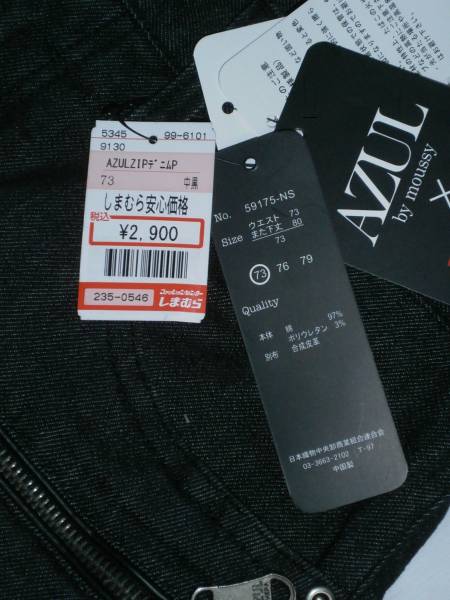 5345 99-6101
9130
AZULZIPデニムP
73 中黒
しまむら安心価格
税込
¥2,900
235-0546
ファッションセンター
しまむら
No. 59175-NS
Size ウエスト 73
また下丈 80
73
73 76 79
Quality
本体 綿 97%
ポリウレタン 3%
別布 合成皮革
日本織物中央卸商業組合連合会
03-3663-2102 T-97
中国製
AZUL
by moussy
×